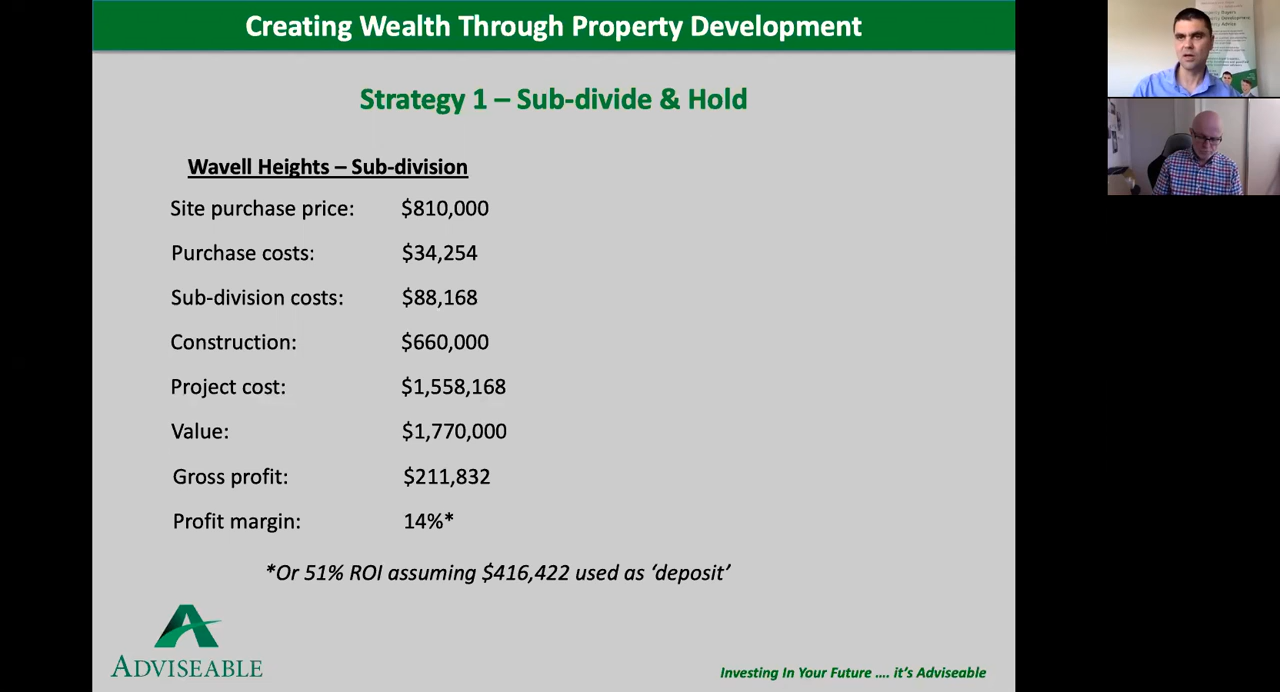 Creating Wealth Through Property Development
Strategy 1 – Sub-divide & Hold
Wavell Heights – Sub-division
Site purchase price: $810,000
Purchase costs: $34,254
Sub-division costs: $88,168
Construction: $660,000
Project cost: $1,558,168
Value: $1,770,000
Gross profit: $211,832
Profit margin: 14%*
*Or 51% ROI assuming $416,422 used as ‘deposit’
ADVISEABLE
Investing In Your Future .... it’s Adviseable